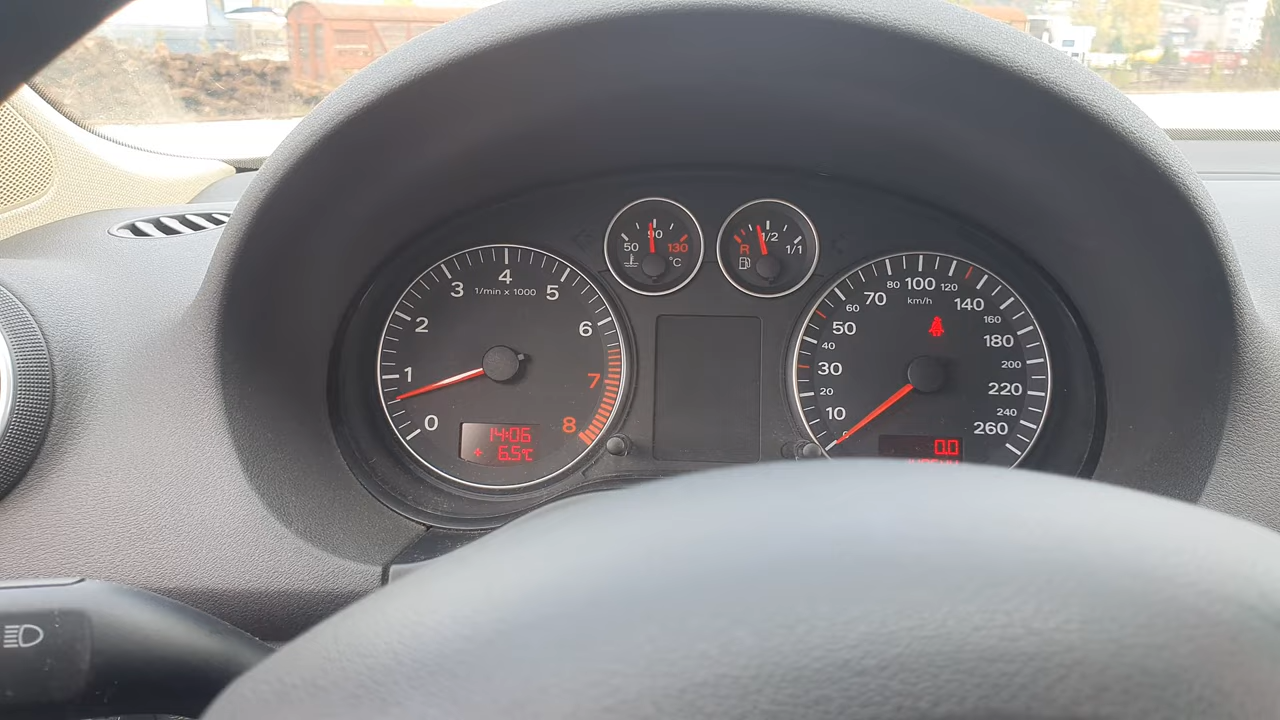 50 90 130
°C
R 1/2 1/1
0 1 2 3 4 5 6 7 8
1/min x 1000
14:06
+ 6.5°C
0 10 20 30 40 50 60 70 80 100 120 140 160 180 200 220 240 260
km/h
0.0